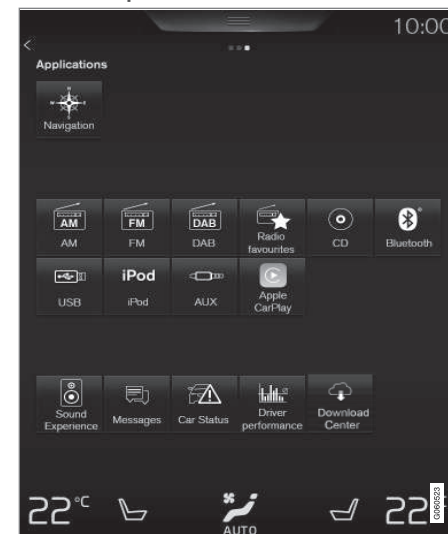 10:00
Applications
Navigation
AM FM DAB
AM FM DAB Radio favourites CD Bluetooth
iPod
USB iPod AUX Apple CarPlay
Sound Experience Messages Car Status Driver performance Download Center
22°C 22
AUTO
G060523